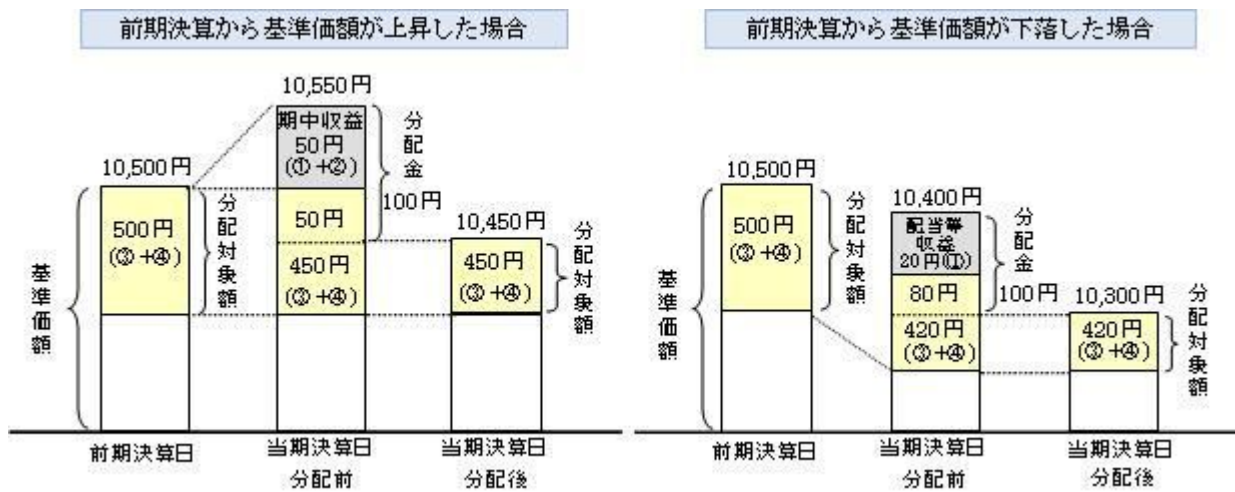 前期決算から基準価額が上昇した場合
10,550円
期中収益
50円
(①+②)
分配金
100円
10,500円
500円
(③+④)
分配対象額
50円
450円
(③+④)
10,450円
450円
(③+④)
分配対象額
基準価額
前期決算日
当期決算日
分配前
当期決算日
分配後
前期決算から基準価額が下落した場合
10,500円
500円
(③+④)
分配対象額
10,400円
配当等
収益
20円(①)
分配金
80円
100円
420円
(③+④)
10,300円
420円
(③+④)
分配対象額
基準価額
前期決算日
当期決算日
分配前
当期決算日
分配後